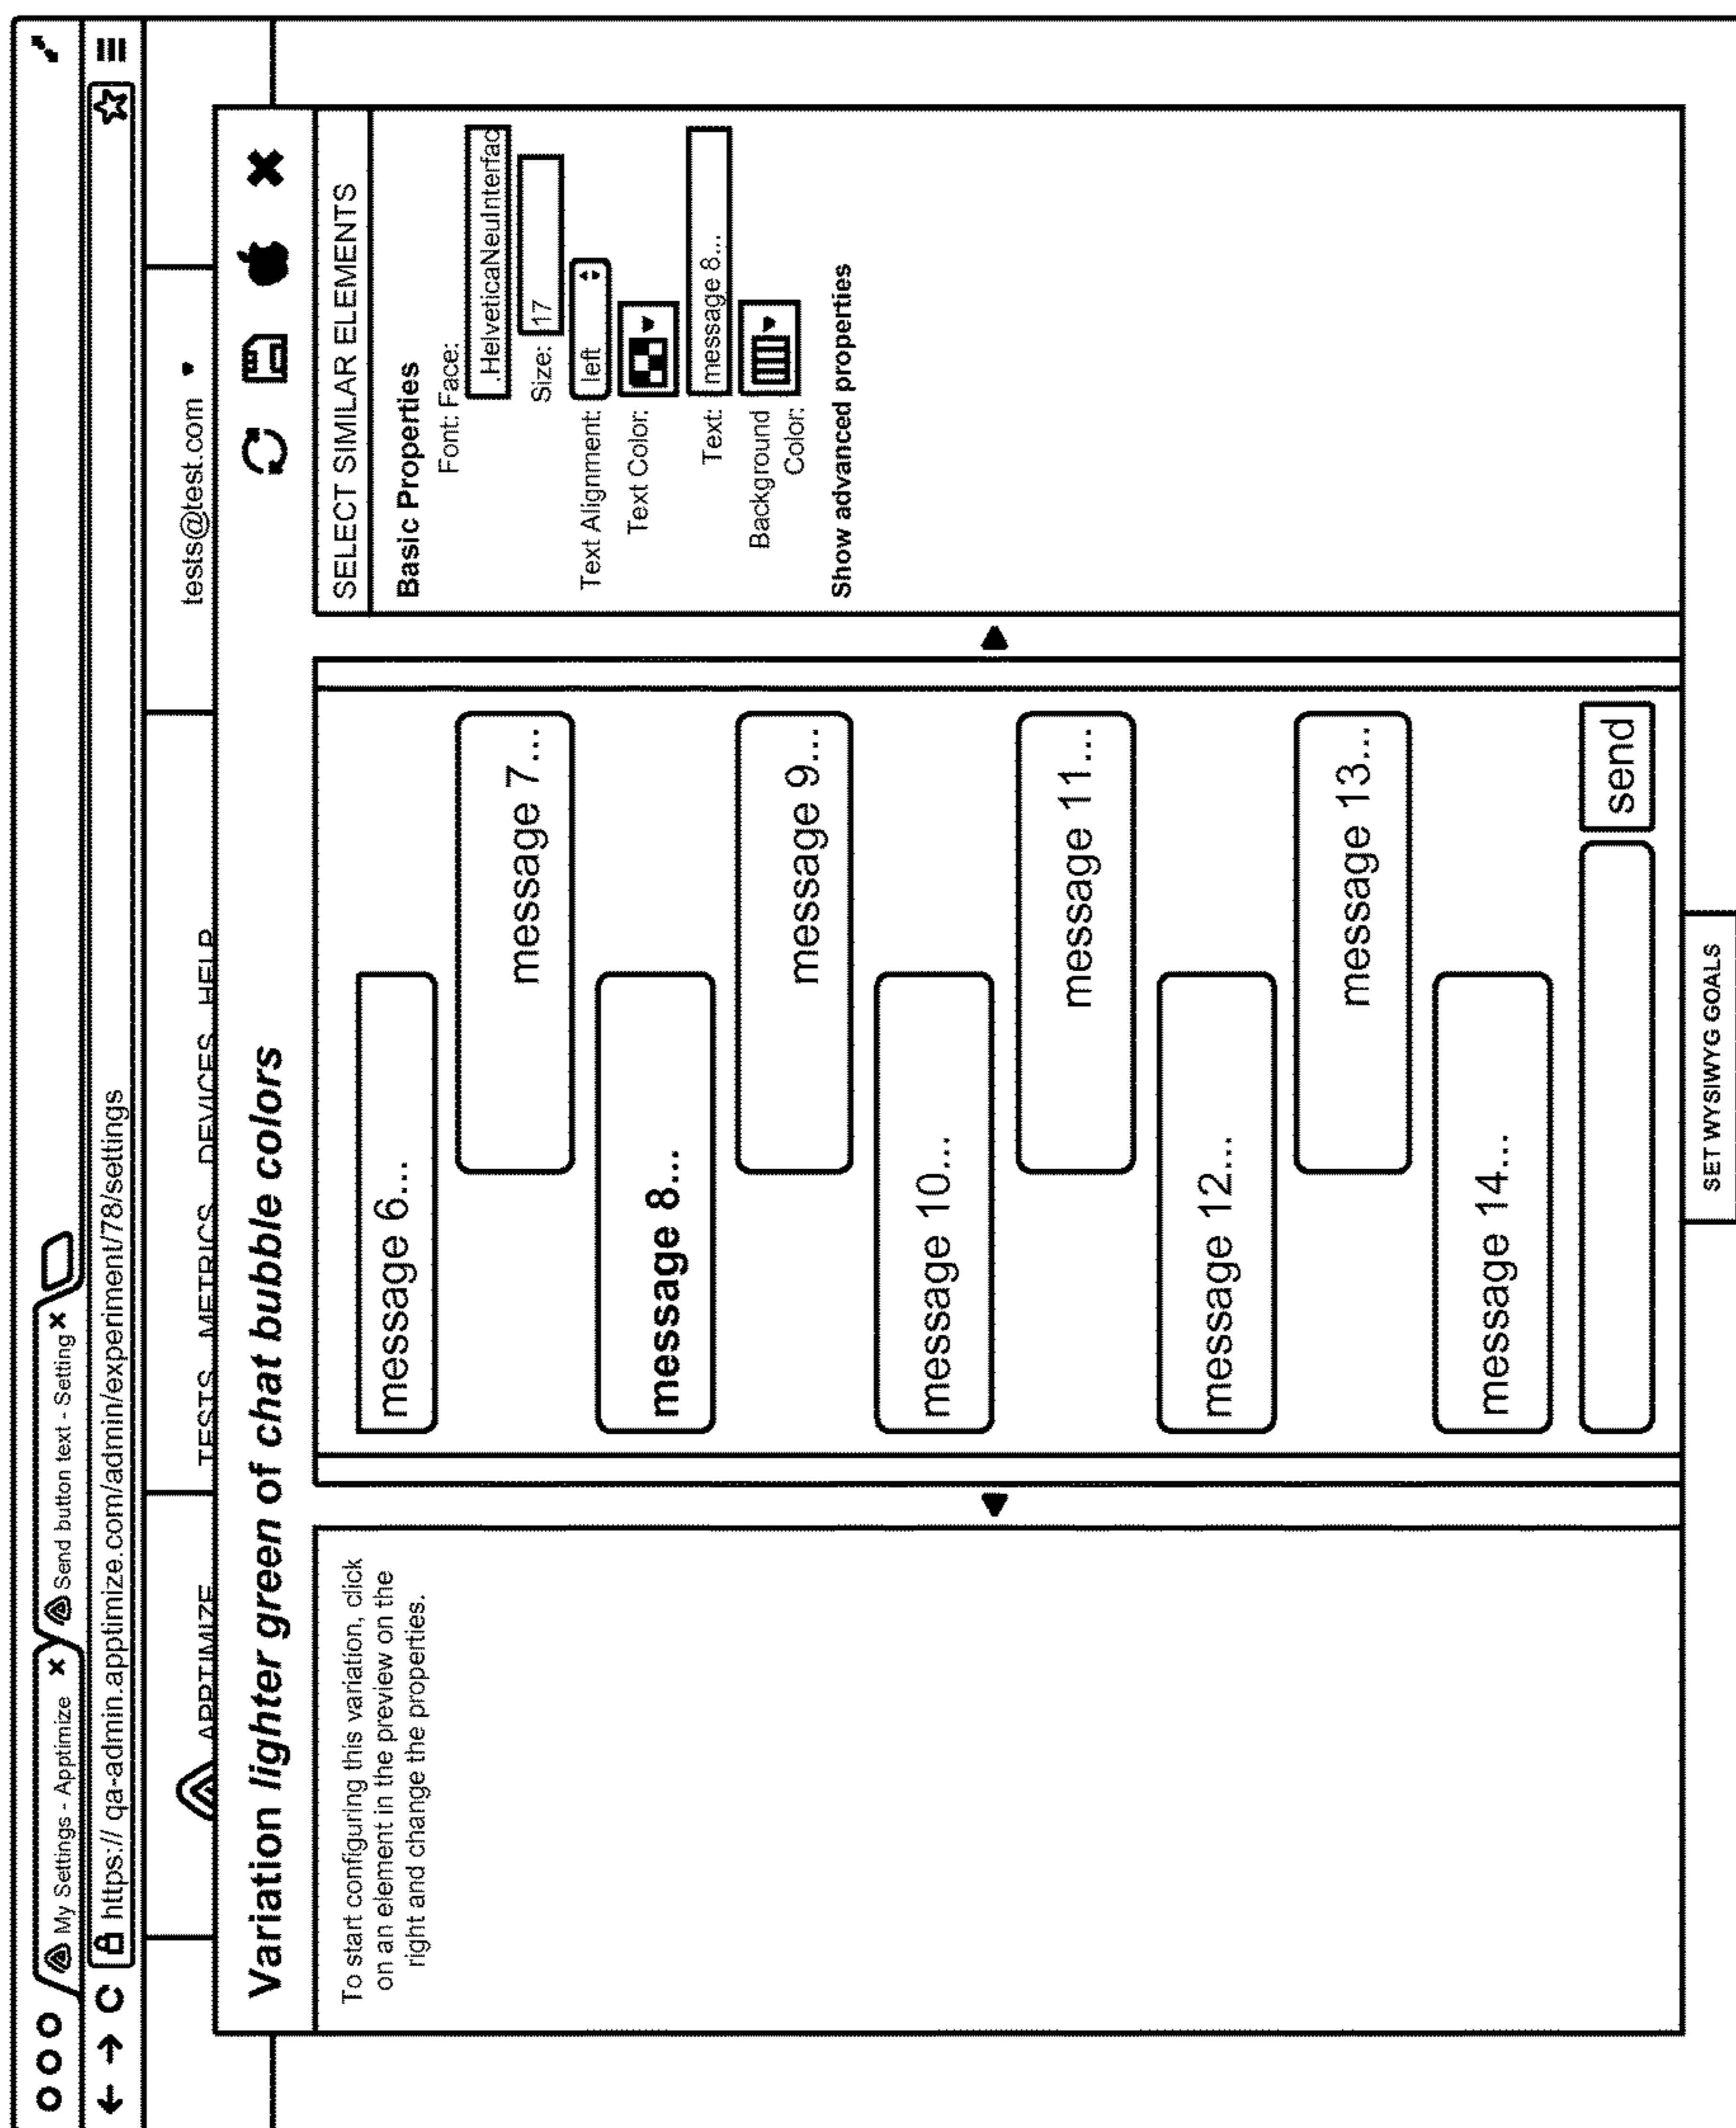 My Settings - Apptimize
Send button text - Setting
https:// qa-admin.apptimize.com/admin/experiment/78/settings
APPTIMIZE
TESTS METRICS DEVICES HELP
tests@test.com
Variation lighter green of chat bubble colors
To start configuring this variation, click
on an element in the preview on the
right and change the properties.
message 6...
message 7...
message 8...
message 9...
message 10...
message 11...
message 12...
message 13...
message 14...
send
SELECT SIMILAR ELEMENTS
Basic Properties
Font: Face:
.HelveticaNeuInterfac
Size: 17
Text Alignment: left
Text Color:
Text: message 8...
Background
Color:
Show advanced properties
SET WYSIWYG GOALS